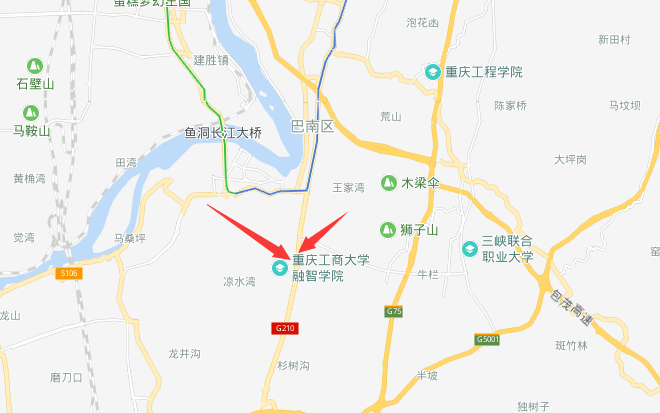 蛋糕梦幻王国
泡花函
新田村
建胜镇
石壁山
重庆工程学院
陈家桥
马坟坝
马鞍山
鱼洞长江大桥
巴南区
荒山
田湾
大坪岗
黄桷湾
王家湾
木梁伞
觉湾
马桑坪
狮子山
三峡联合
职业大学
窑
S106
凉水湾
重庆工商大学
融智学院
牛栏
龙山
G210
G75
包茂高速
G5001
龙井沟
杉树沟
斑竹林
磨刀口
半坡
独树子